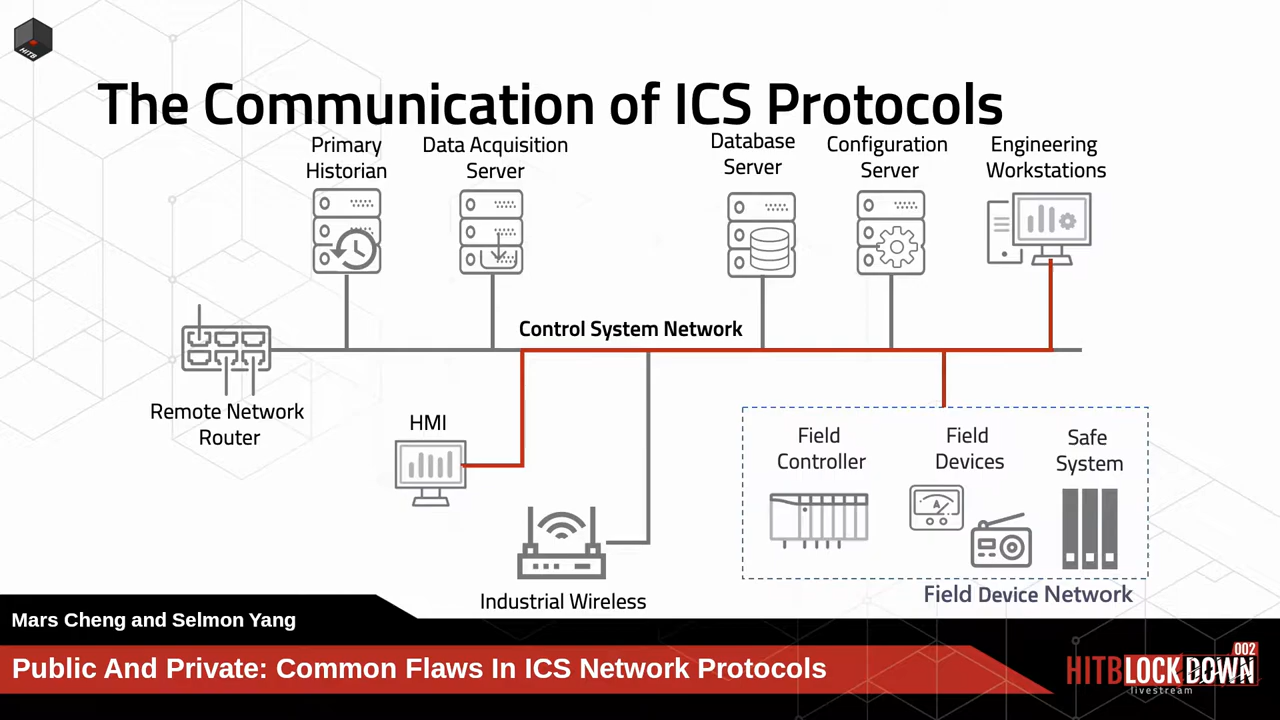 HITB
The Communication of ICS Protocols
Primary
Historian
Data Acquisition
Server
Database
Server
Configuration
Server
Engineering
Workstations
Control System Network
Remote Network
Router
HMI
Industrial Wireless
Field
Controller
Field
Devices
A
Safe
System
Field Device Network
Mars Cheng and Selmon Yang
Public And Private: Common Flaws In ICS Network Protocols
002
HITBLOCKDOWN
livestream